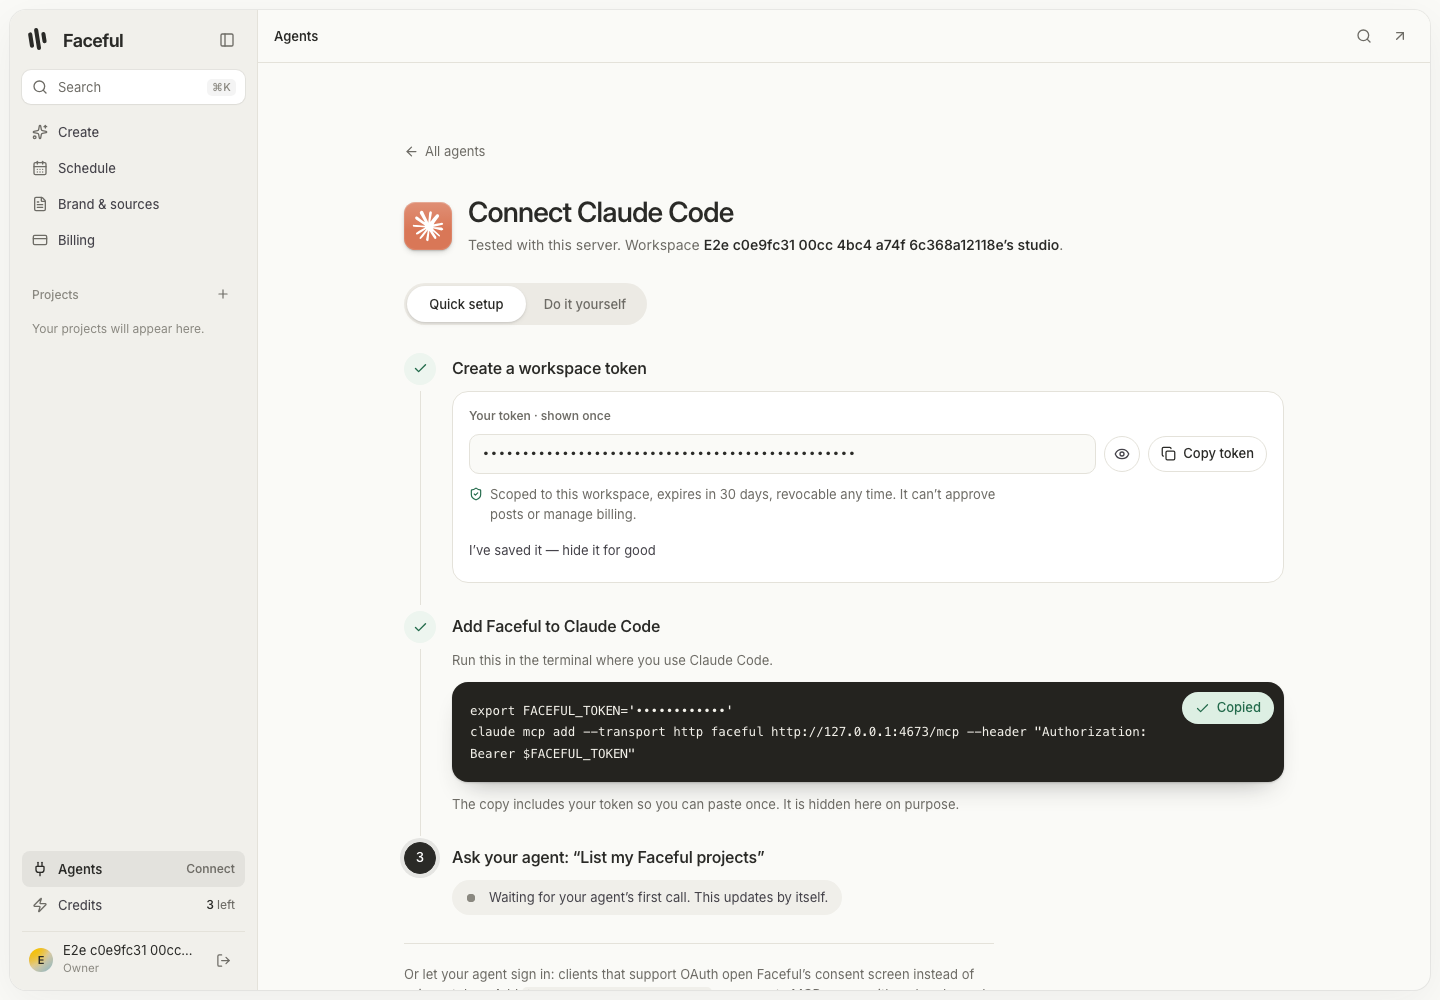 Faceful
Agents
Search
⌘K
Create
Schedule
Brand & sources
Billing
Projects
Your projects will appear here.
Agents
Connect
Credits
3 left
E
E2e c0e9fc31 00cc...
Owner
All agents
Connect Claude Code
Tested with this server. Workspace E2e c0e9fc31 00cc 4bc4 a74f 6c368a12118e’s studio.
Quick setup
Do it yourself
Create a workspace token
Your token · shown once
Copy token
Scoped to this workspace, expires in 30 days, revocable any time. It can’t approve
posts or manage billing.
I’ve saved it — hide it for good
Add Faceful to Claude Code
Run this in the terminal where you use Claude Code.
Copied
export FACEFUL_TOKEN='••••••••••••'
claude mcp add --transport http faceful http://127.0.0.1:4673/mcp --header "Authorization:
Bearer $FACEFUL_TOKEN"
The copy includes your token so you can paste once. It is hidden here on purpose.
3
Ask your agent: “List my Faceful projects”
Waiting for your agent’s first call. This updates by itself.
Or let your agent sign in: clients that support OAuth open Faceful’s consent screen instead of